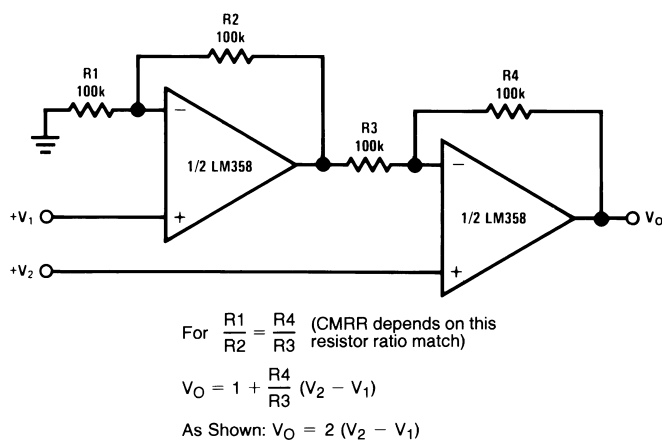 R2
100k
R1
100k
R4
100k
R3
100k
−
1/2 LM358
+
−
1/2 LM358
+
+V1
VO
+V2
For R1/R2 = R4/R3 (CMRR depends on this
resistor ratio match)
VO = 1 + R4/R3 (V2 − V1)
As Shown: VO = 2 (V2 − V1)